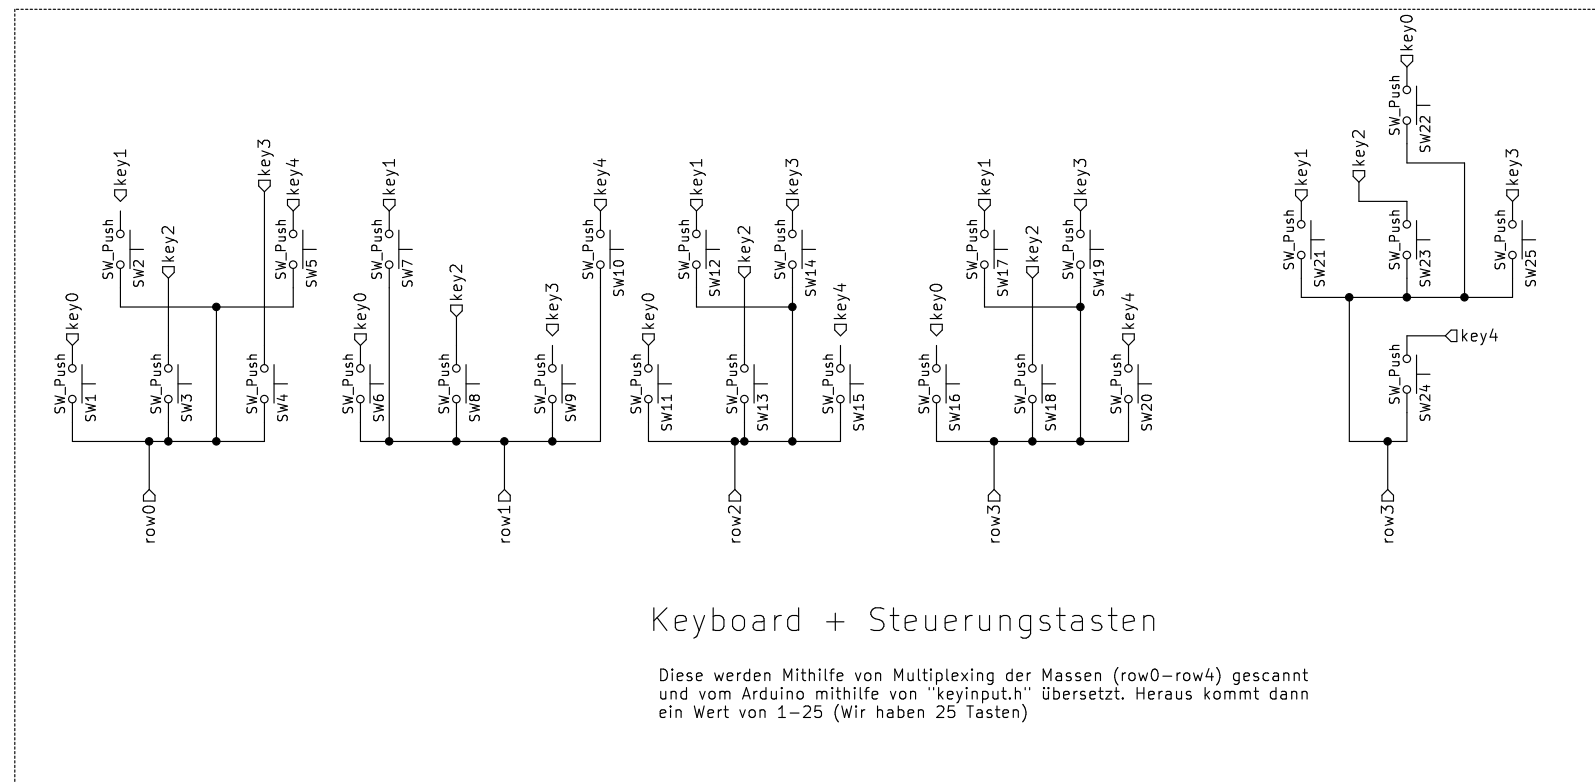 key0
SW_Push
SW22
key1
key2
key3
key4
key1
key4
key1
key3
key1
key3
key1
key2
key3
SW_Push
SW2
key2
SW_Push
SW5
SW_Push
SW7
SW_Push
SW10
SW_Push
SW12
key2
SW_Push
SW14
SW_Push
SW17
key2
SW_Push
SW19
SW_Push
SW21
SW_Push
SW23
SW_Push
SW25
key0
key0
key2
key3
key0
key4
key0
key4
key4
SW_Push
SW1
SW_Push
SW3
SW_Push
SW4
SW_Push
SW6
SW_Push
SW8
SW_Push
SW9
SW_Push
SW11
SW_Push
SW13
SW_Push
SW15
SW_Push
SW16
SW_Push
SW18
SW_Push
SW20
SW_Push
SW24
row0
row1
row2
row3
row3
Keyboard + Steuerungstasten
Diese werden Mithilfe von Multiplexing der Massen (row0-row4) gescannt
und vom Arduino mithilfe von "keyinput.h" übersetzt. Heraus kommt dann
ein Wert von 1-25 (Wir haben 25 Tasten)